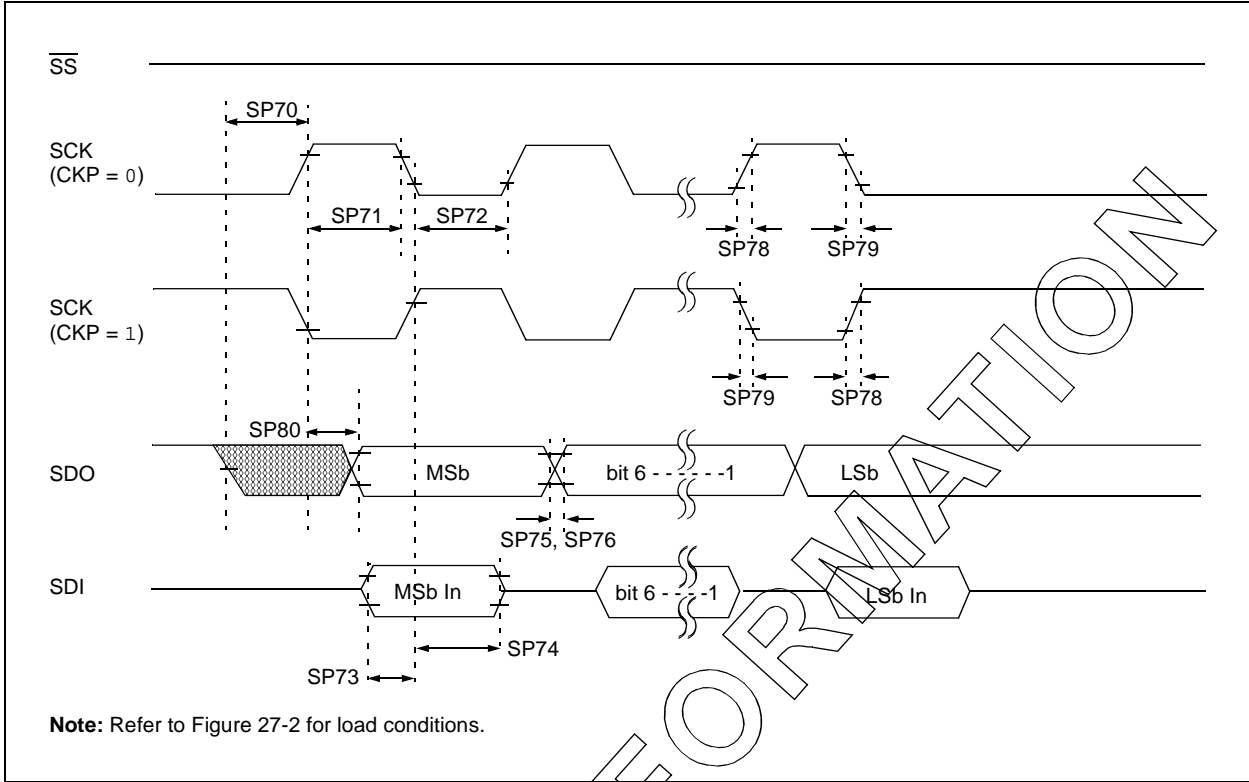 SS
SP70
SCK
(CKP = 0)
SP71
SP72
SP78
SP79
SCK
(CKP = 1)
SP79
SP78
SP80
SDO
MSb
bit 6 - - - - - -1
LSb
SP75, SP76
SDI
MSb In
bit 6 - - - - -1
LSb In
SP74
SP73
Note: Refer to Figure 27-2 for load conditions.
FORMATION